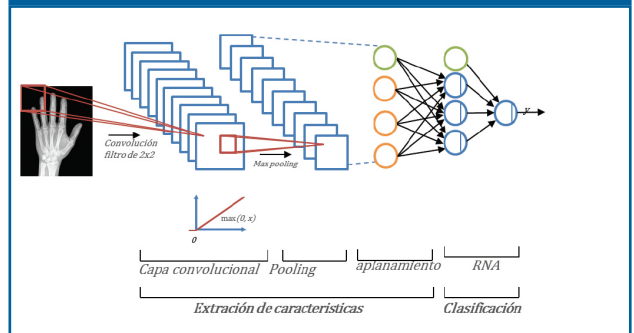 Convolución
filtro de 2x2
Max pooling
y
max(0, x)
0
Capa convolucional
Pooling
aplanamiento
RNA
Extración de caracteristicas
Clasificación